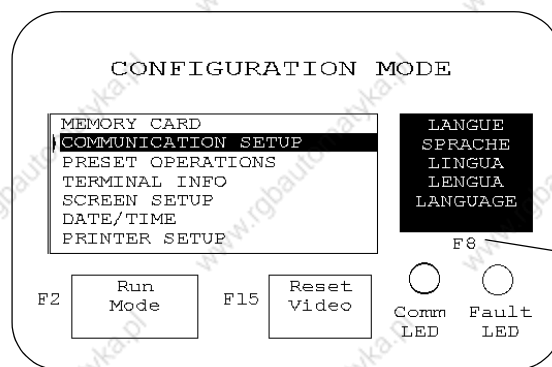 CONFIGURATION MODE
MEMORY CARD
COMMUNICATION SETUP
PRESET OPERATIONS
TERMINAL INFO
SCREEN SETUP
DATE/TIME
PRINTER SETUP
LANGUE
SPRACHE
LINGUA
LENGUA
LANGUAGE
F8
F2
Run
Mode
F15
Reset
Video
Comm
LED
Fault
LED